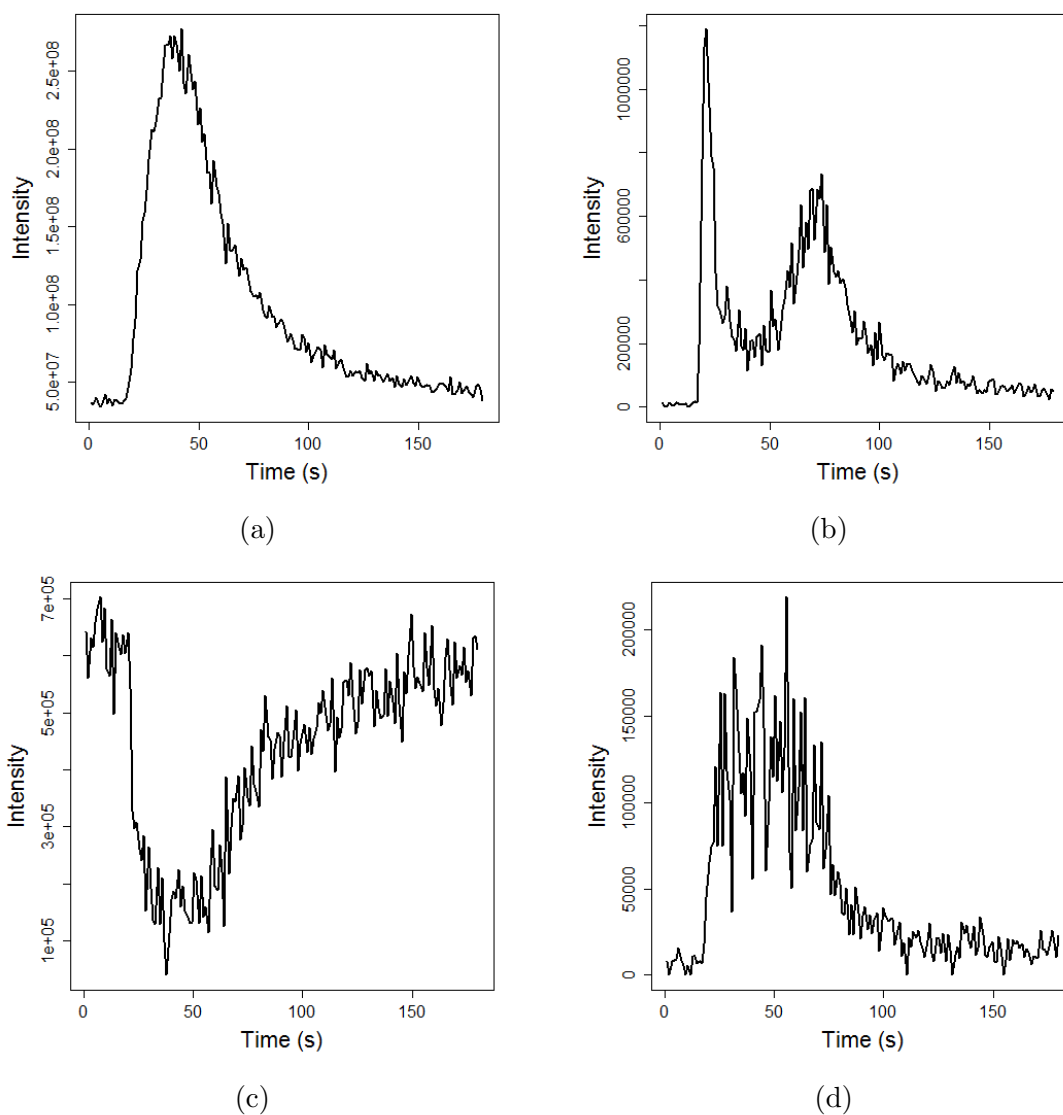 Intensity
2.5e+08
2.0e+08
1.5e+08
1.0e+08
5.0e+07
0 50 100 150
Time (s)
(a)
Intensity
1000000
600000
200000
0
0 50 100 150
Time (s)
(b)
Intensity
7e+05
5e+05
3e+05
1e+05
0 50 100 150
Time (s)
(c)
Intensity
200000
150000
100000
50000
0
0 50 100 150
Time (s)
(d)